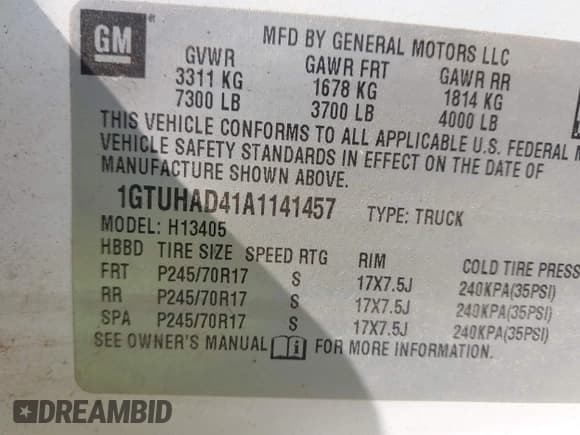 GM
MFD BY GENERAL MOTORS LLC
GVWR GAWR FRT GAWR RR
3311 KG 1678 KG 1814 KG
7300 LB 3700 LB 4000 LB
THIS VEHICLE CONFORMS TO ALL APPLICABLE U.S. FEDERAL
VEHICLE SAFETY STANDARDS IN EFFECT ON THE DATE OF
MANUFACTURE SHOWN ABOVE.
1GTUHAD41A1141457 TYPE: TRUCK
MODEL: H13405
HBBD TIRE SIZE SPEED RTG RIM COLD TIRE PRESS
FRT P245/70R17 S 17X7.5J 240KPA(35PSI)
RR P245/70R17 S 17X7.5J 240KPA(35PSI)
SPA P245/70R17 S 17X7.5J 240KPA(35PSI)
SEE OWNER'S MANUAL FOR MORE INFORMATION.
DREAMBID